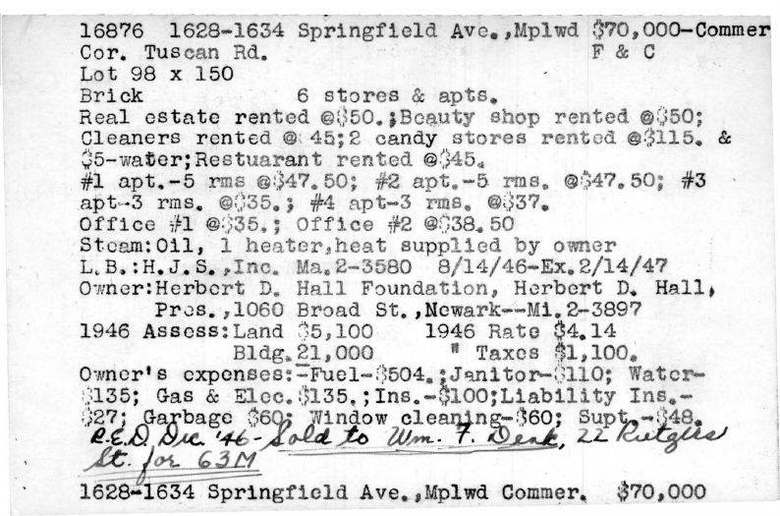 16876 1628-1634 Springfield Ave.,Mplwd $70,000-Commer
Cor. Tuscan Rd. F & C
Lot 98 x 150
Brick 6 stores & apts.
Real estate rented @$50.;Beauty shop rented @$50;
Cleaners rented @ 45;2 candy stores rented @$115. &
$5-water;Restuarant rented @$45.
#1 apt.-5 rms @$47.50; #2 apt.-5 rms. @$47.50; #3
apt-3 rms. @$35.; #4 apt-3 rms. @$37.
Office #1 @$35.; Office #2 @$38.50
Steam:Oil, 1 heater,heat supplied by owner
L.B.:H.J.S.,Inc. Ma.2-3580 8/14/46-Ex.2/14/47
Owner:Herbert D. Hall Foundation, Herbert D. Hall,
Pres.,1060 Broad St.,Newark--Mi.2-3897
1946 Assess:Land $5,100 1946 Rate $4.14
Bldg.21,000 " Taxes $1,100.
Owner's expenses:-Fuel-$504.;Janitor-$110; Water-
$135; Gas & Elec.$135.;Ins.-$100;Liability Ins.-
$27; Garbage $60; Window cleaning-$60; Supt.-$48.
R.E.D. Dec. '46- Sold to Wm. F. Denk, 22 Rutgers
St. for 63M
1628-1634 Springfield Ave.,Mplwd Commer. $70,000